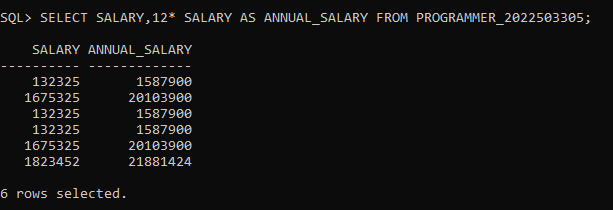 SQL> SELECT SALARY,12* SALARY AS ANNUAL_SALARY FROM PROGRAMMER_2022503305;
SALARY ANNUAL_SALARY
---------- -------------
132325 1587900
1675325 20103900
132325 1587900
132325 1587900
1675325 20103900
1823452 21881424
6 rows selected.